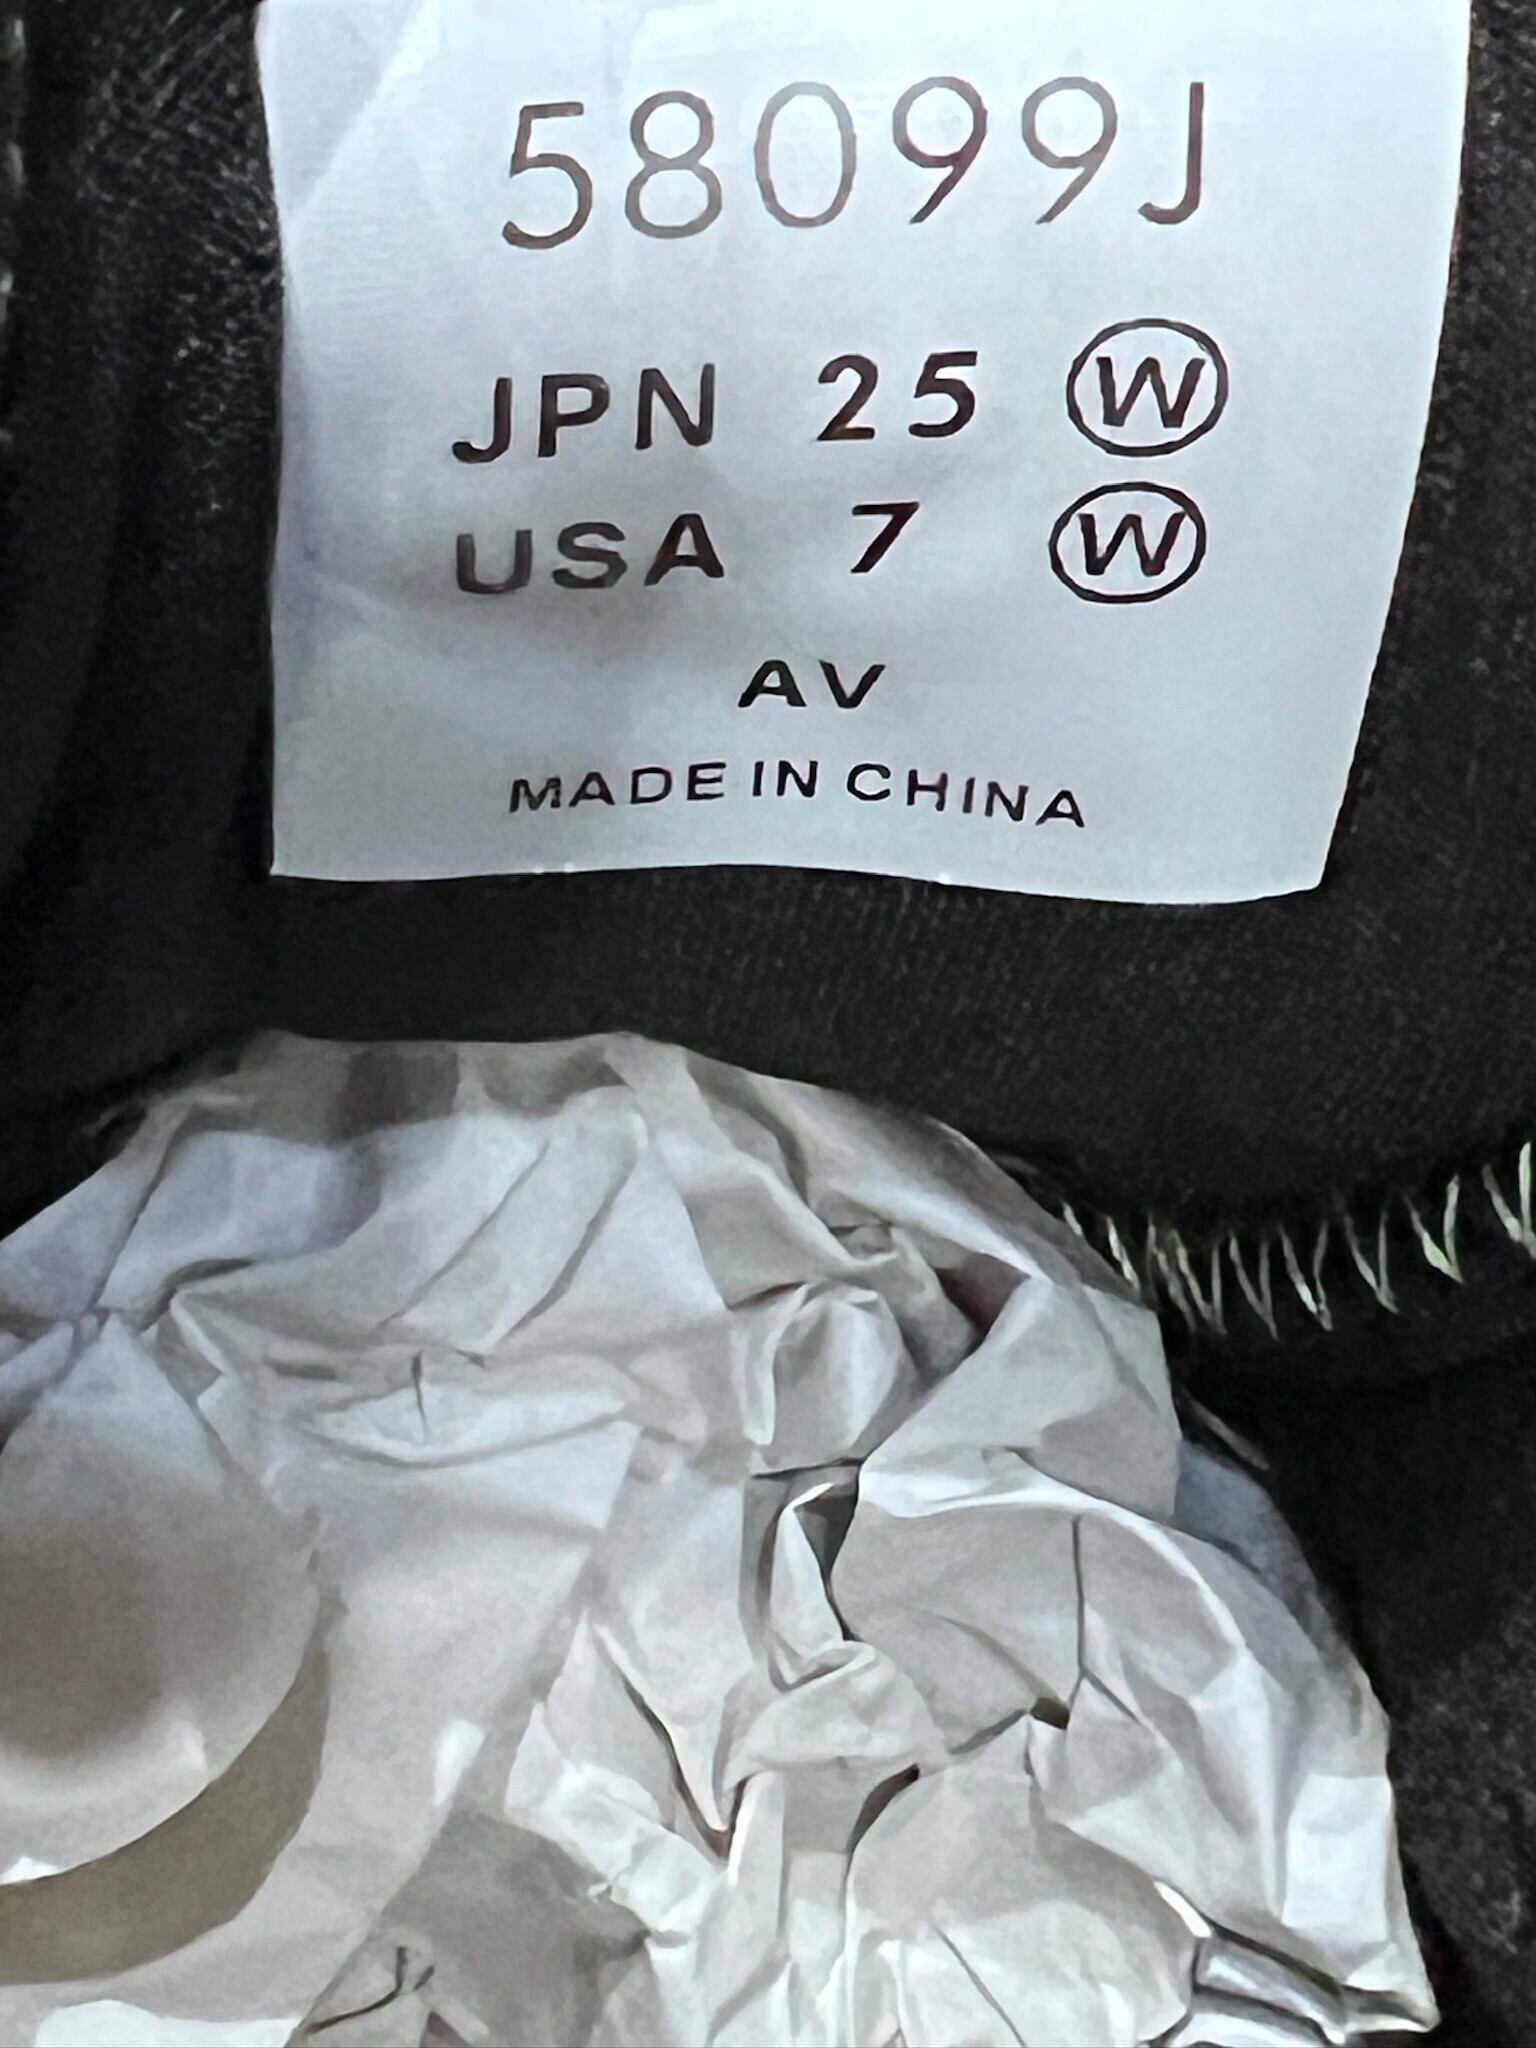 58099J
JPN 25 W
USA 7 W
AV
MADE IN CHINA